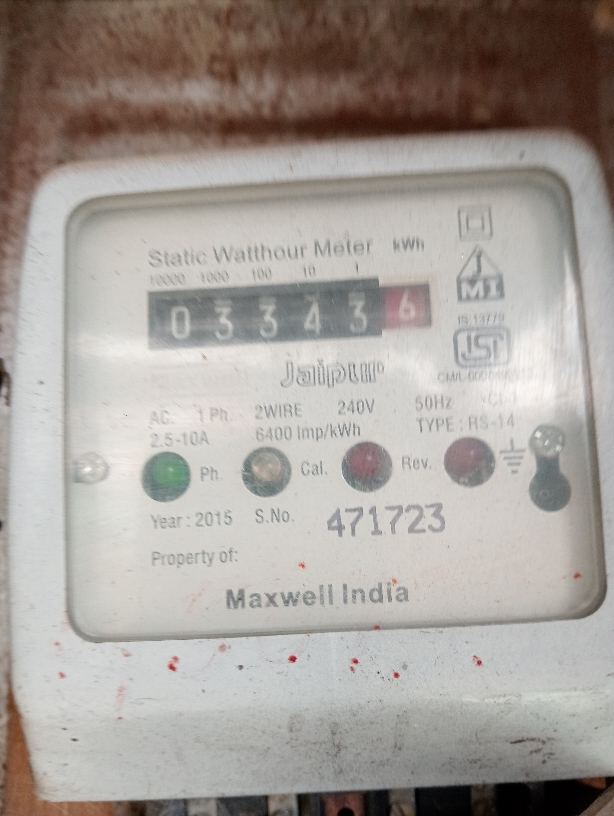 Static Watthour Meter kWh
10000 1000 100 10 1
0 3 3 4 3 6
MI
IS:13779
ISI
Jaipur
AC. 1 Ph. 2WIRE 240V 50Hz
2.5-10A 6400 Imp/kWh TYPE : RS-14
Ph. Cal. Rev.
Year : 2015 S.No. 471723
Property of:
Maxwell India